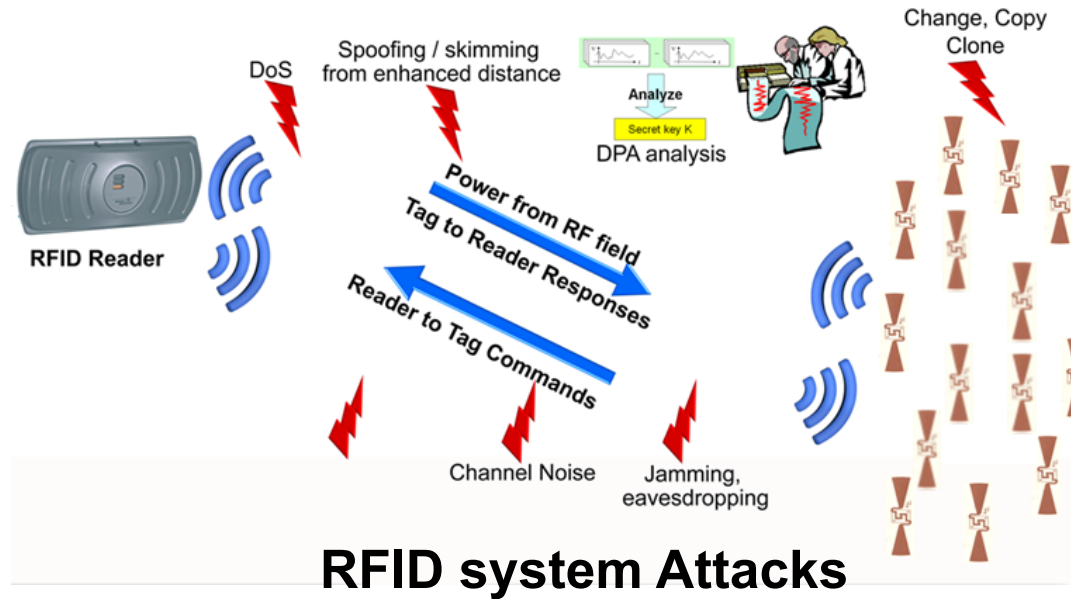 DoS
Spoofing / skimming
from enhanced distance
Analyze
Secret key K
DPA analysis
Change, Copy
Clone
RFID Reader
Power from RF field
Tag to Reader Responses
Reader to Tag Commands
Channel Noise
Jamming,
eavesdropping
RFID system Attacks